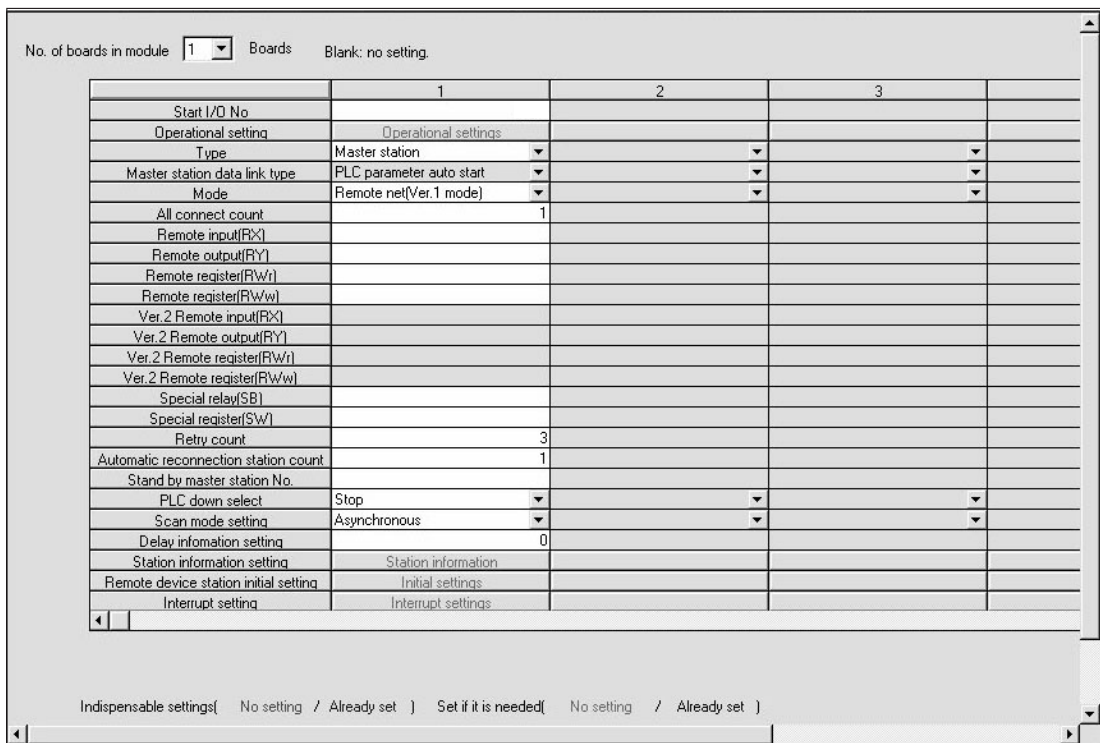 No. of boards in module 1 Boards Blank: no setting.
1 2 3
Start I/O No
Operational setting Operational settings
Type Master station
Master station data link type PLC parameter auto start
Mode Remote net(Ver.1 mode)
All connect count 1
Remote input(RX)
Remote output(RY)
Remote register(RWr)
Remote register(RWw)
Ver.2 Remote input(RX)
Ver.2 Remote output(RY)
Ver.2 Remote register(RWr)
Ver.2 Remote register(RWw)
Special relay(SB)
Special register(SW)
Retry count 3
Automatic reconnection station count 1
Stand by master station No.
PLC down select Stop
Scan mode setting Asynchronous
Delay infomation setting 0
Station information setting Station information
Remote device station initial setting Initial settings
Interrupt setting Interrupt settings
Indispensable settings( No setting / Already set ) Set if it is needed( No setting / Already set )